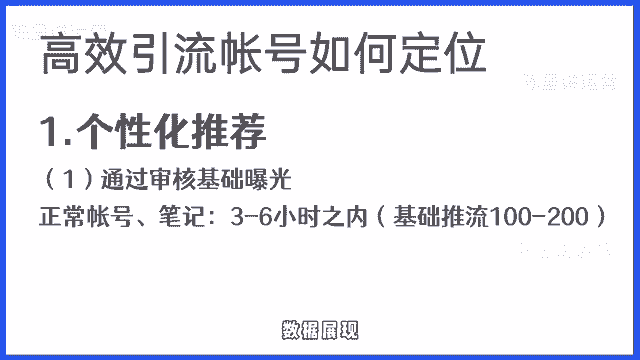 高效引流帐号如何定位
1.个性化推荐
（1）通过审核基础曝光
正常帐号、笔记：3-6小时之内（基础推流100-200）
数据展现